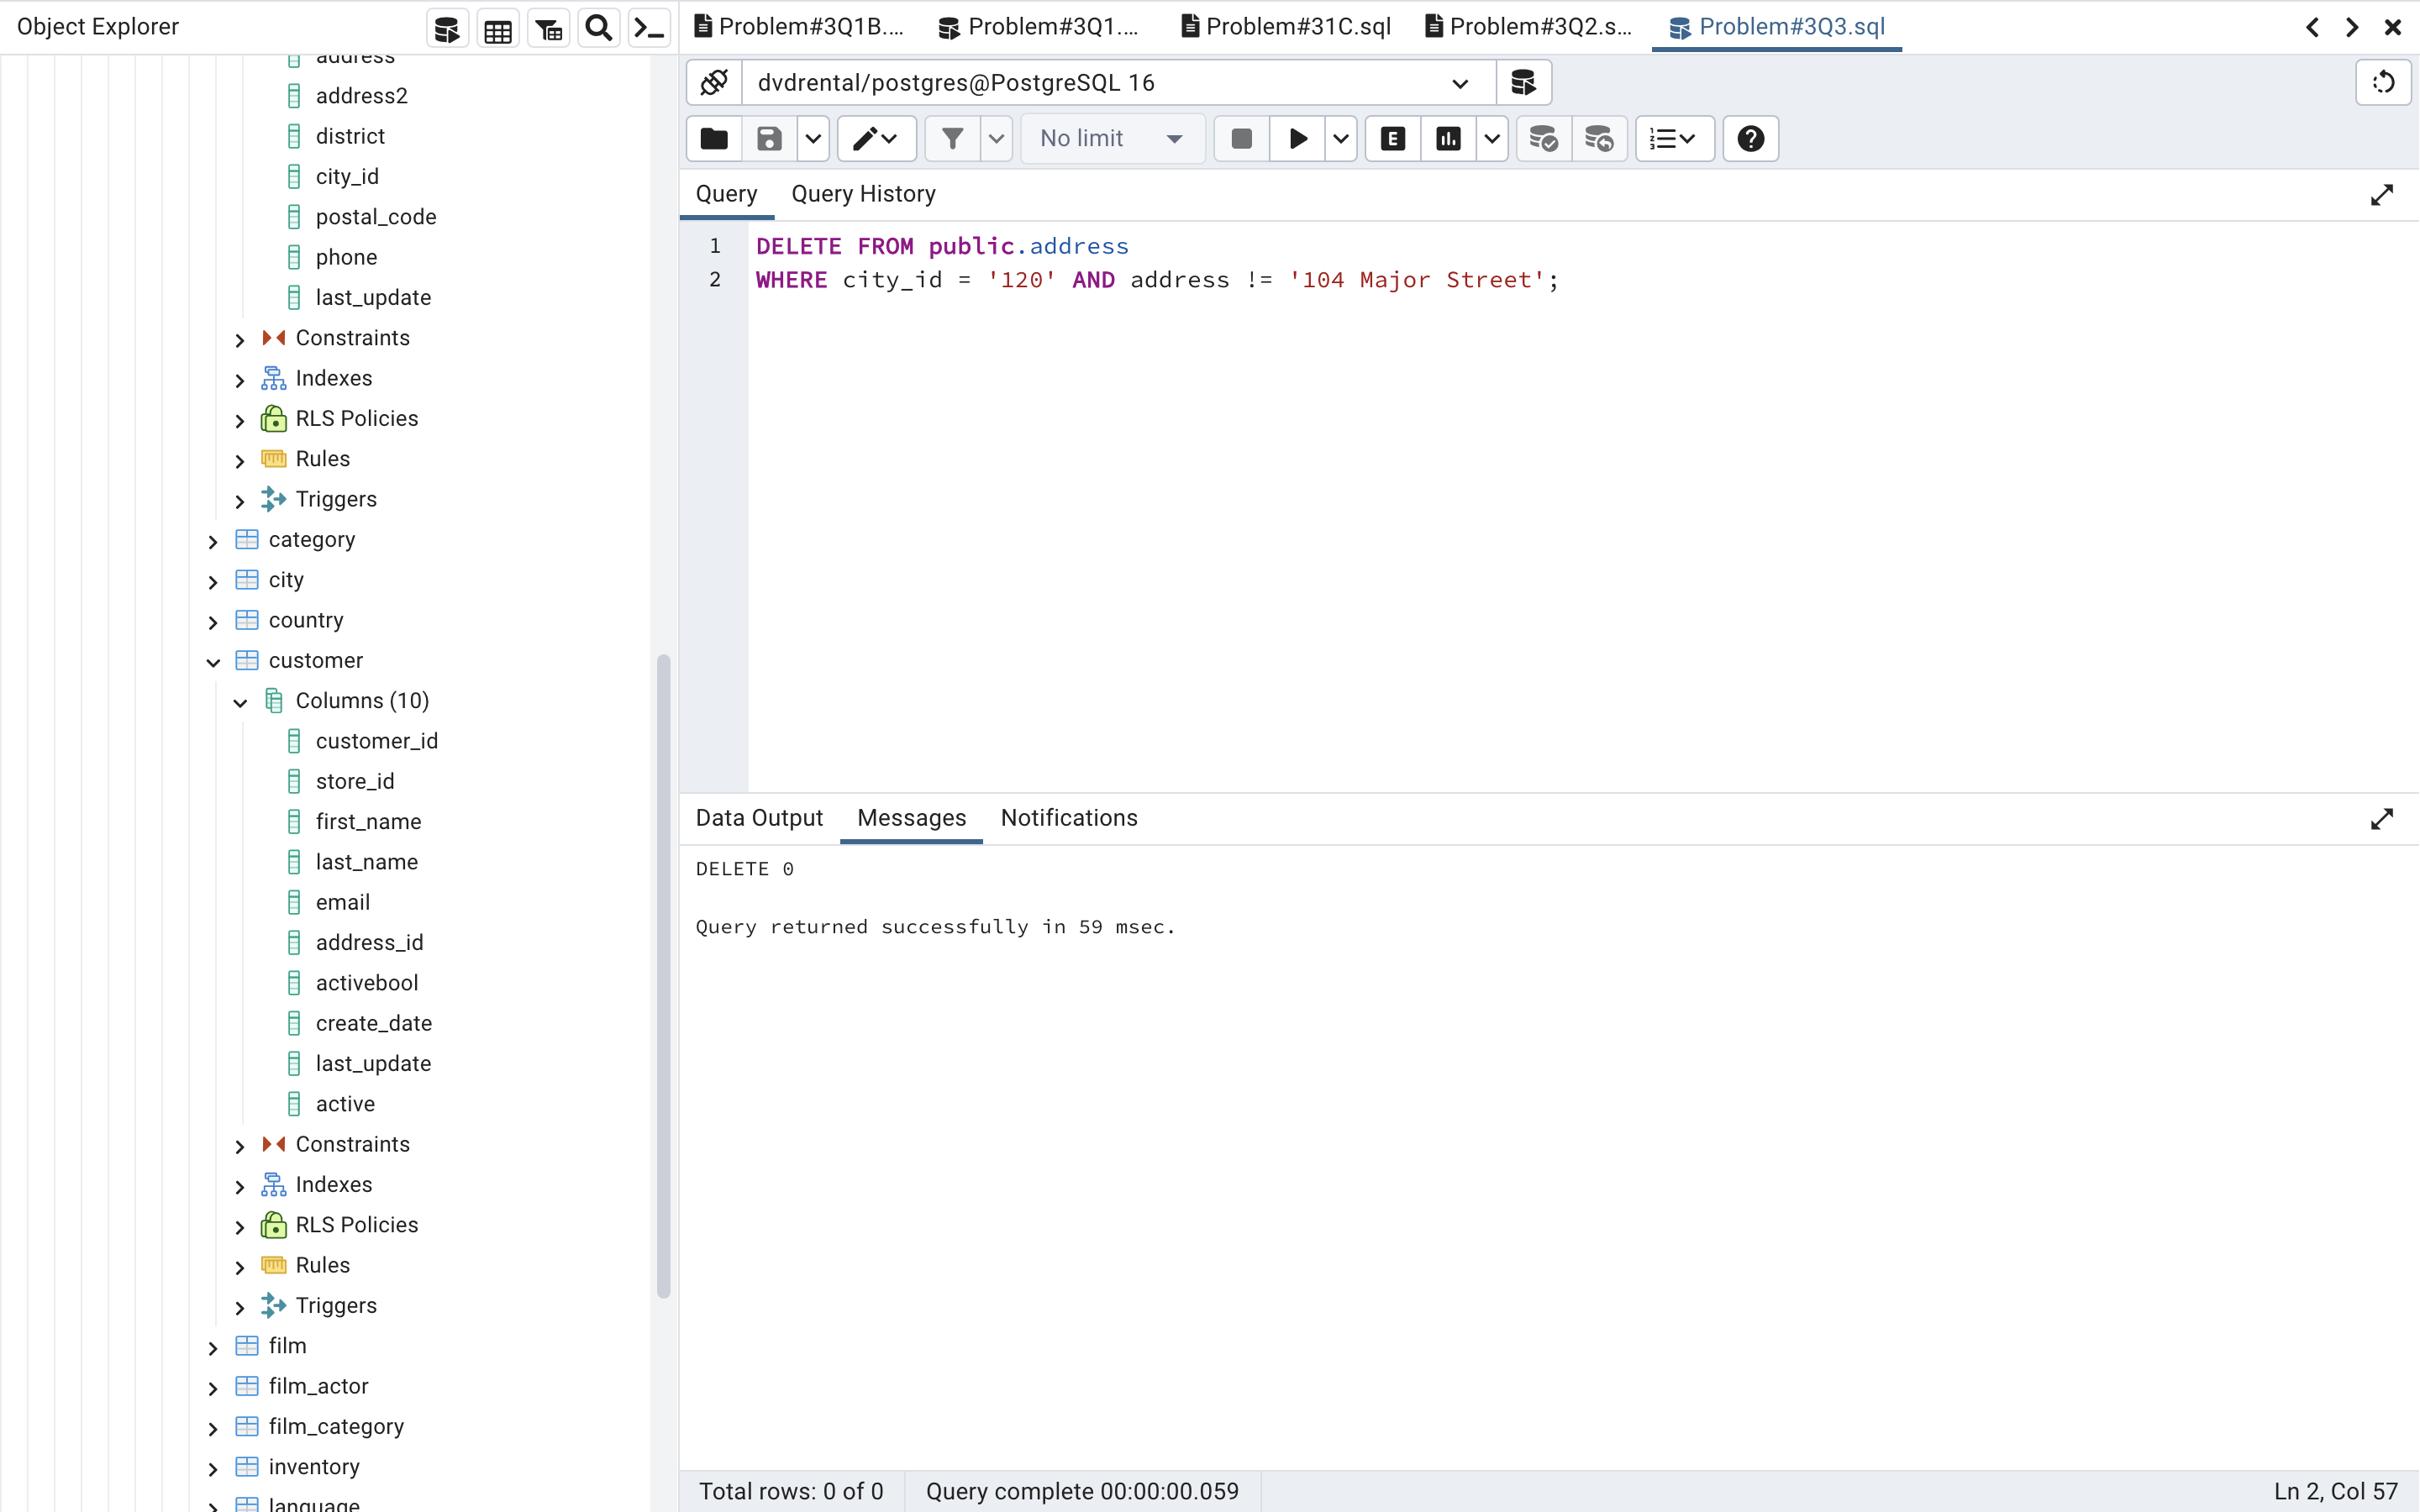 Object Explorer
address
address2
district
city_id
postal_code
phone
last_update
Constraints
Indexes
RLS Policies
Rules
Triggers
category
city
country
customer
Columns (10)
customer_id
store_id
first_name
last_name
email
address_id
activebool
create_date
last_update
active
Constraints
Indexes
RLS Policies
Rules
Triggers
film
film_actor
film_category
inventory
language
Problem#3Q1B.... Problem#3Q1.... Problem#31C.sql Problem#3Q2.s... Problem#3Q3.sql
dvdrental/postgres@PostgreSQL 16
No limit E
Query Query History
1 DELETE FROM public.address
2 WHERE city_id = '120' AND address != '104 Major Street';
Data Output Messages Notifications
DELETE 0
Query returned successfully in 59 msec.
Total rows: 0 of 0 Query complete 00:00:00.059 Ln 2, Col 57